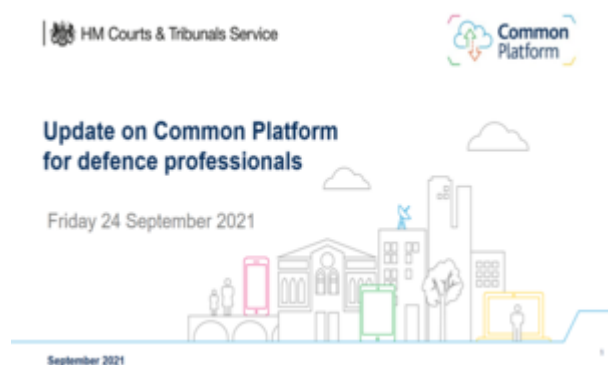 HM Courts & Tribunals Service
Common
Platform
Update on Common Platform
for defence professionals
Friday 24 September 2021
September 2021